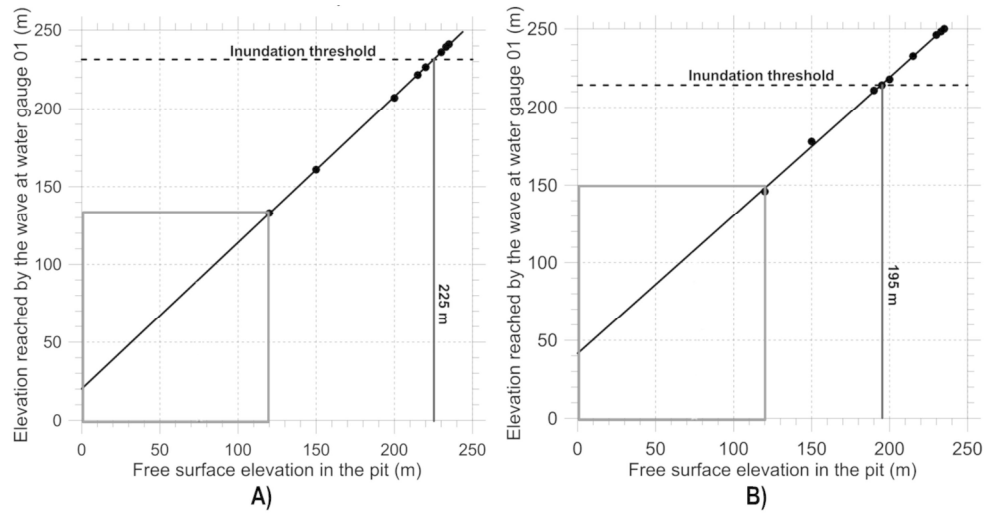 Elevation reached by the wave at water gauge 01 (m)
250
200
150
100
50
0
Inundation threshold
225 m
0
50
100
150
200
250
Free surface elevation in the pit (m)
A)
Elevation reached by the wave at water gauge 01 (m)
250
200
150
100
50
0
Inundation threshold
195 m
0
50
100
150
200
250
Free surface elevation in the pit (m)
B)